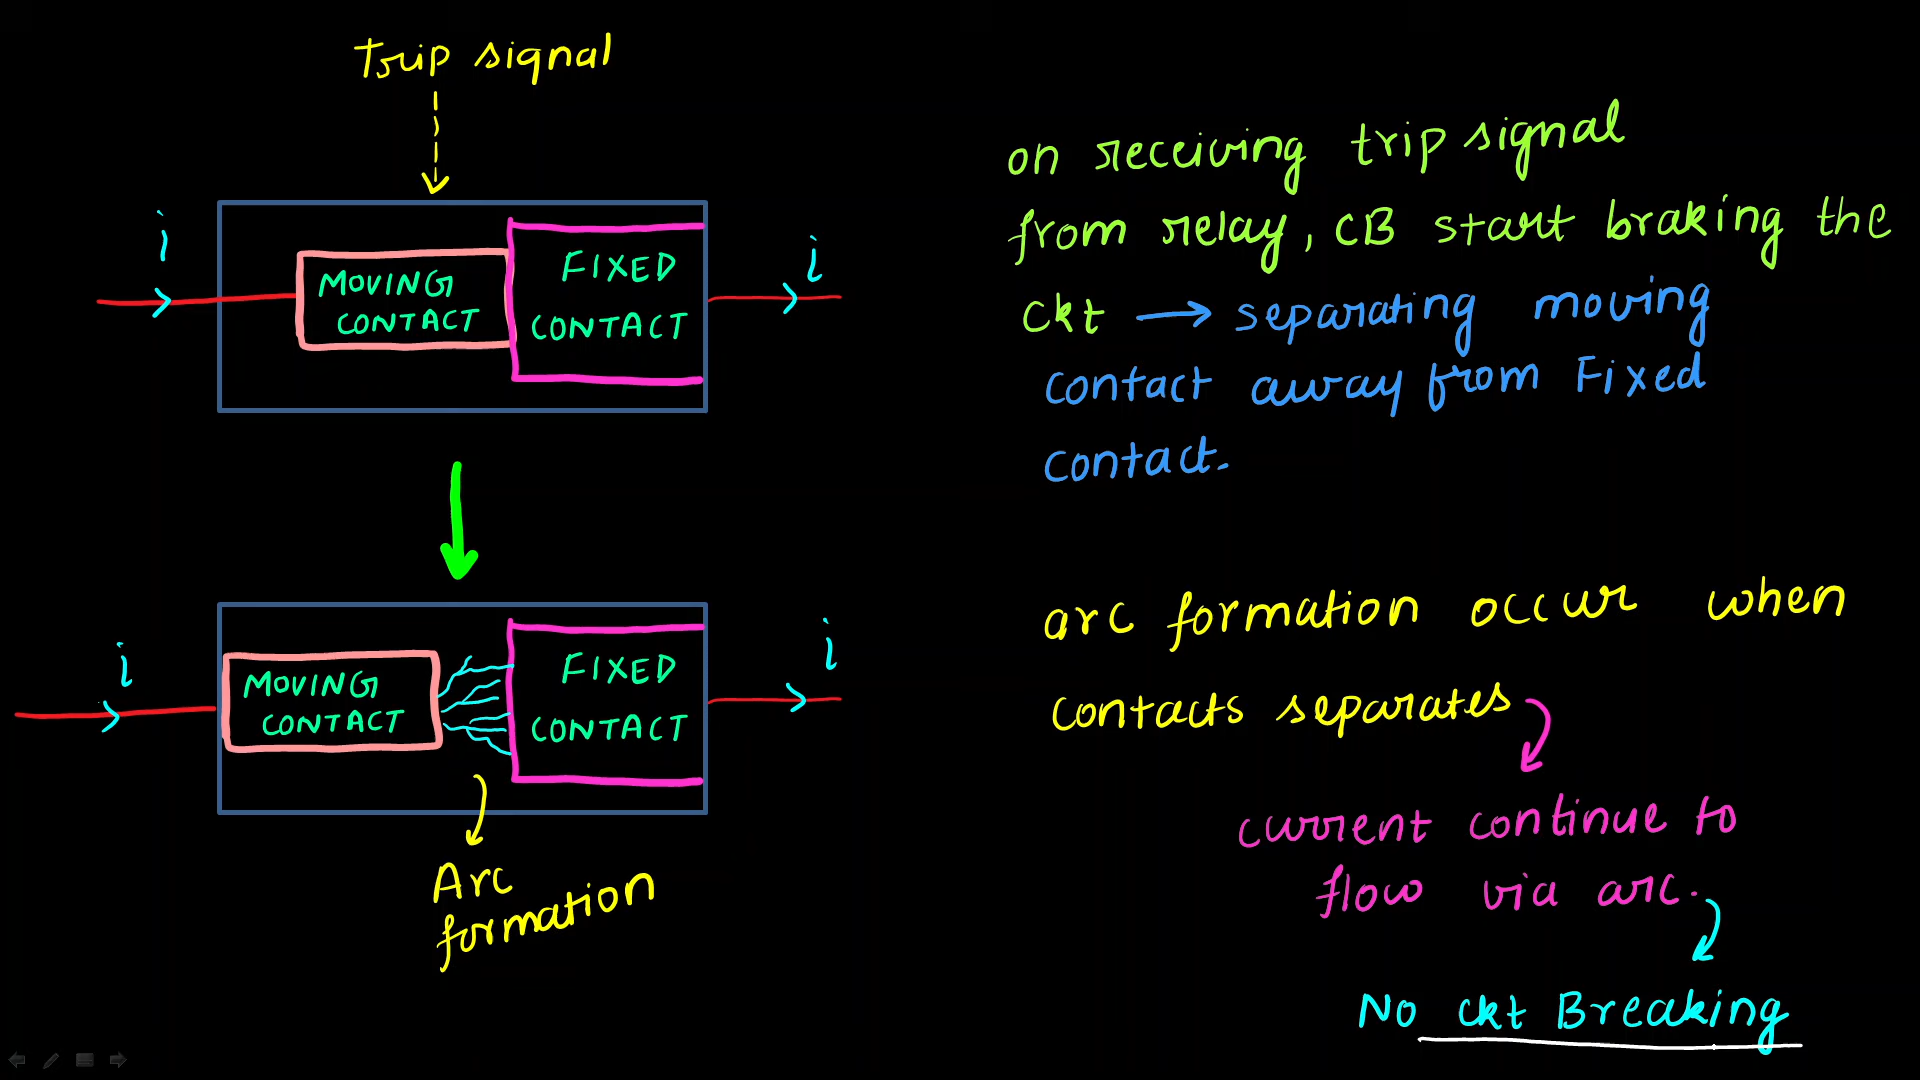 Trip signal
i
i
MOVING
CONTACT
FIXED
CONTACT
on receiving trip signal
from relay, CB start braking the
ckt → separating moving
contact away from Fixed
contact.
i
i
MOVING
CONTACT
FIXED
CONTACT
Arc
formation
arc formation occur when
contacts separates
current continue to
flow via arc.
No ckt Breaking